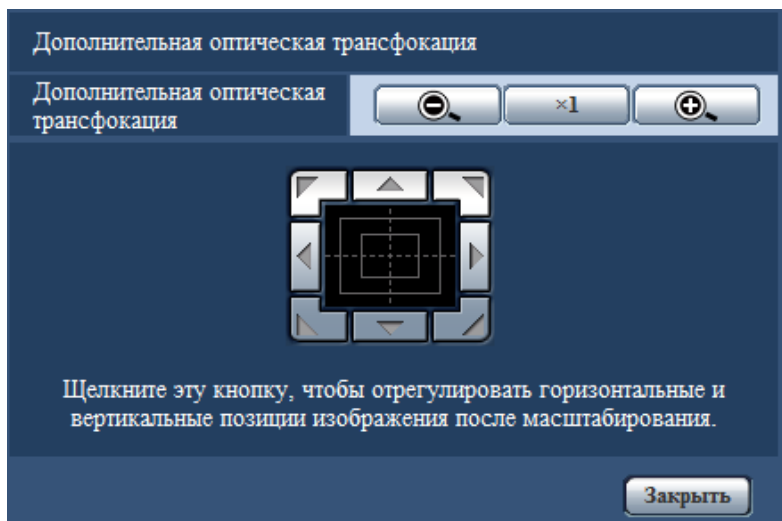 Дополнительная оптическая трансфокация
Дополнительная оптическая
трансфокация
×1
Щелкните эту кнопку, чтобы отрегулировать горизонтальные и
вертикальные позиции изображения после масштабирования.
Закрыть